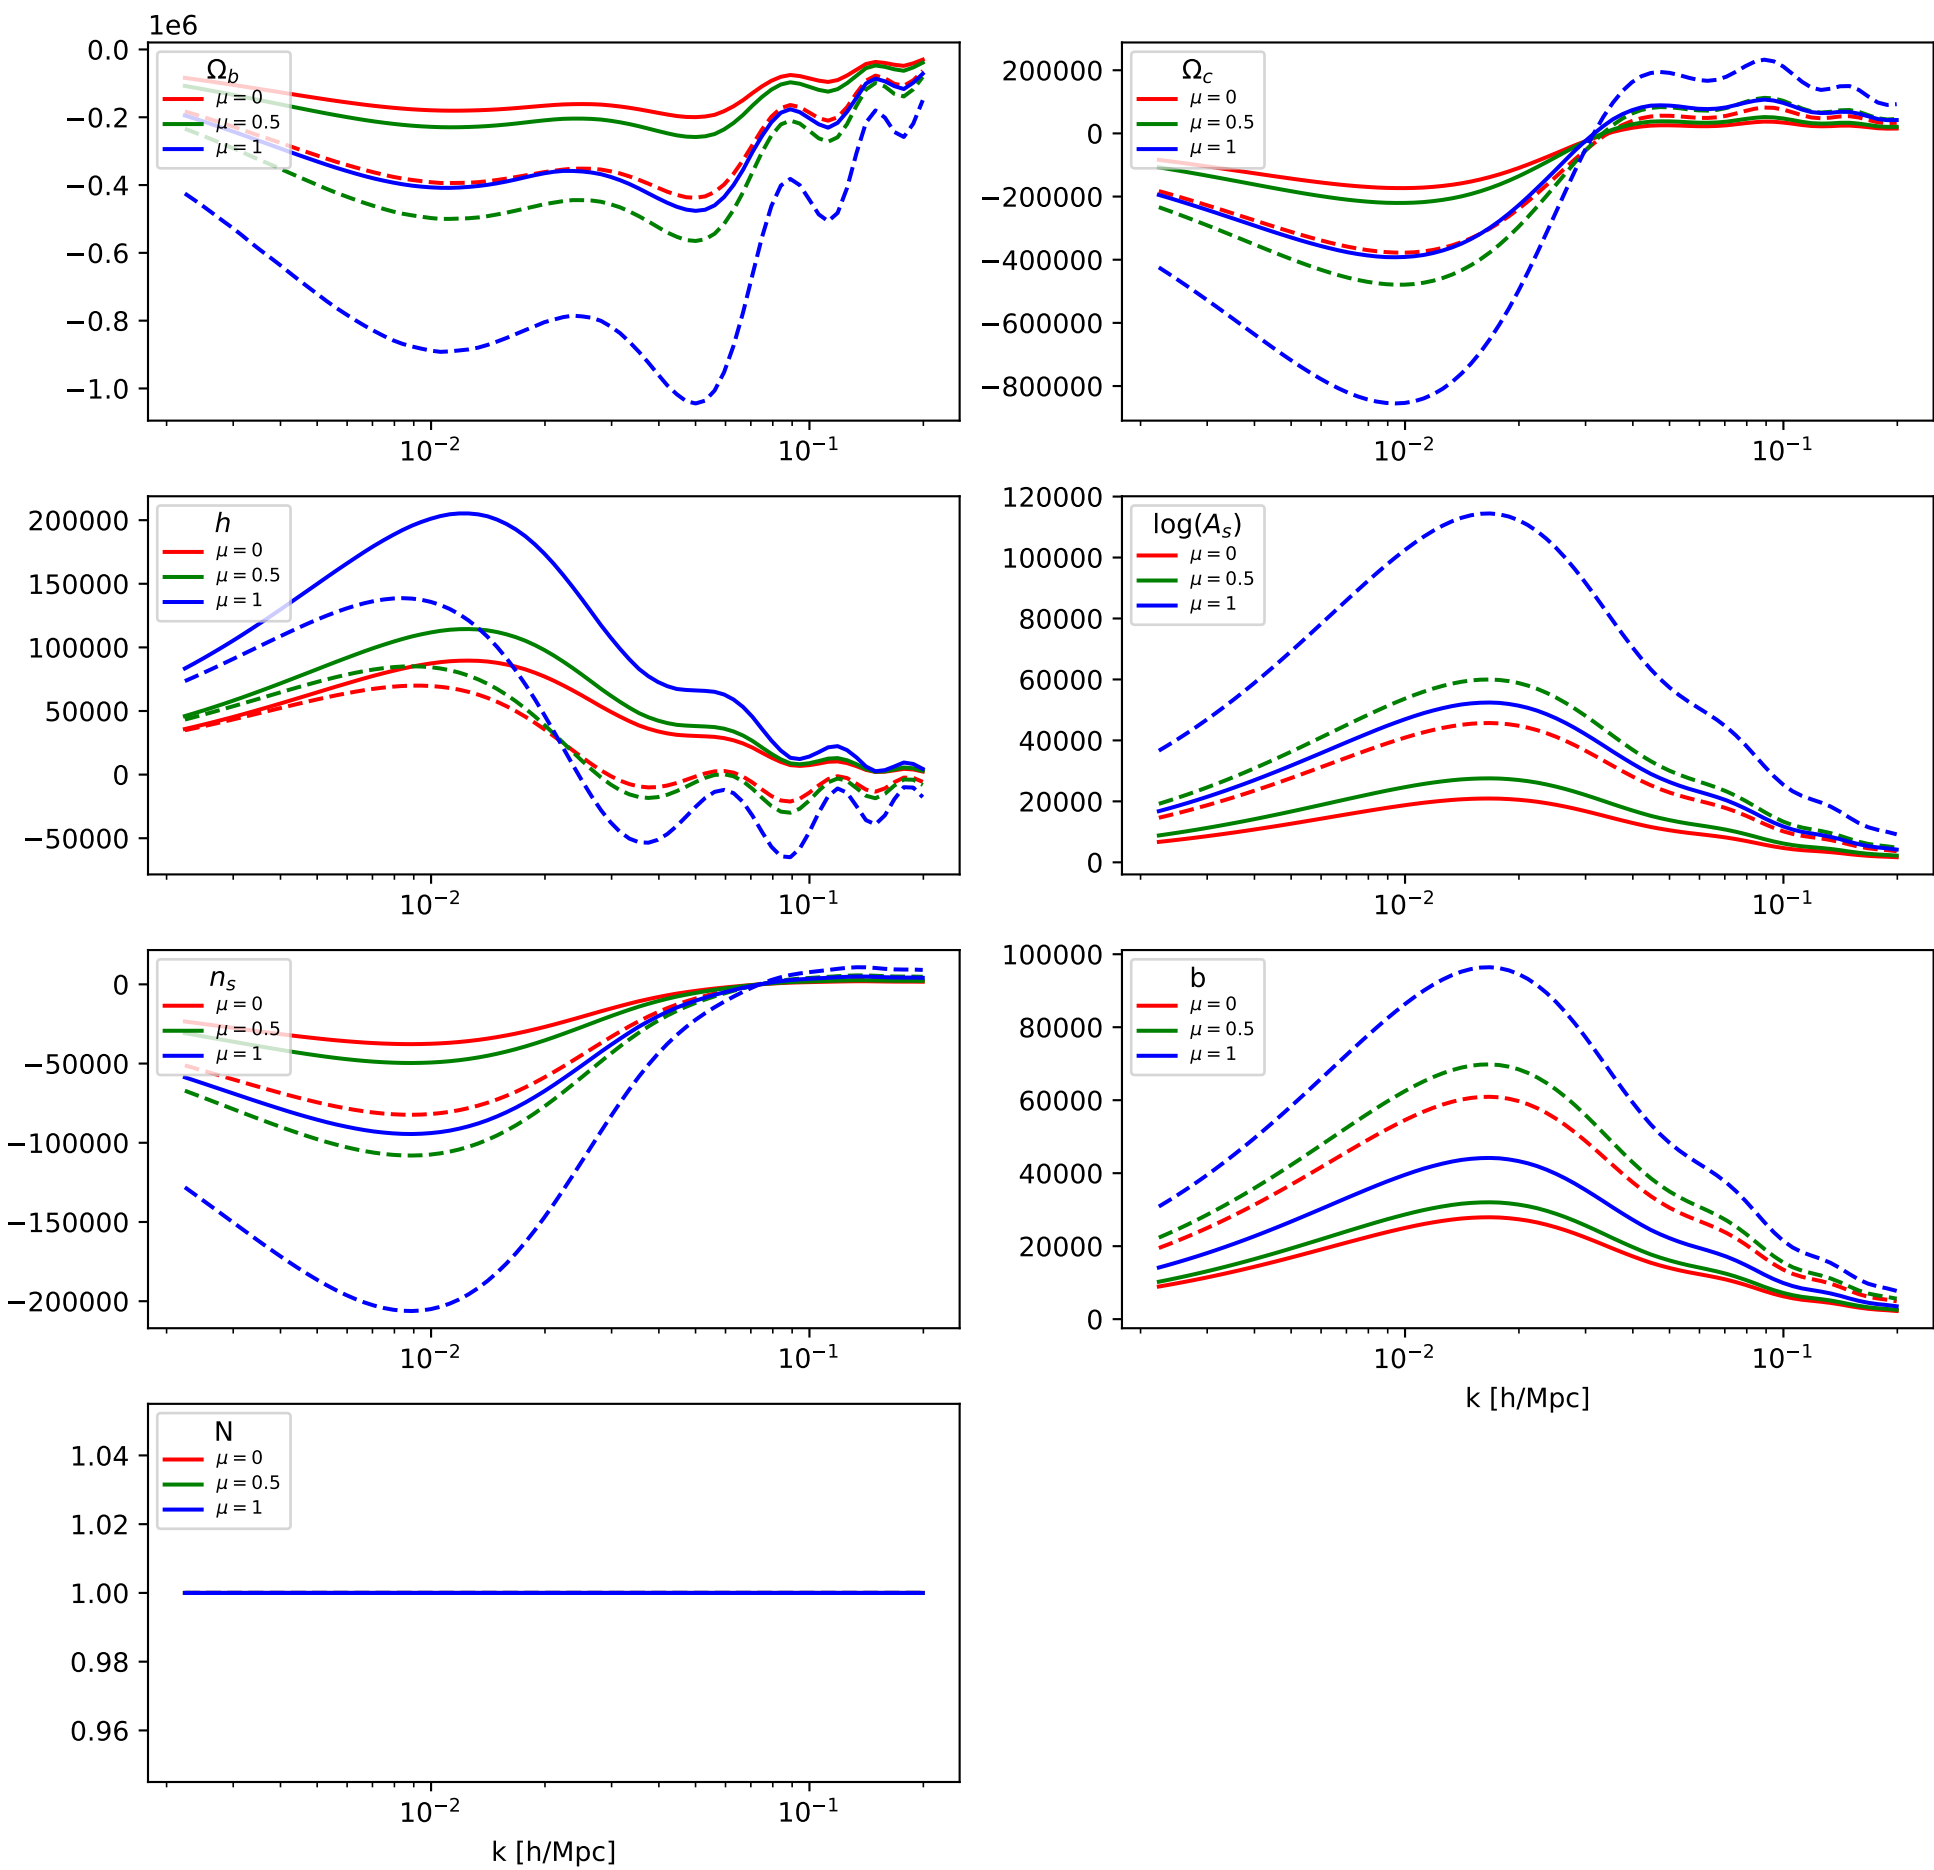 1e6
0.0
−0.2
−0.4
−0.6
−0.8
−1.0
Ω_b
μ = 0
μ = 0.5
μ = 1
10⁻² 10⁻¹
200000
0
−200000
−400000
−600000
−800000
Ω_c
μ = 0
μ = 0.5
μ = 1
10⁻² 10⁻¹
200000
150000
100000
50000
0
−50000
h
μ = 0
μ = 0.5
μ = 1
10⁻² 10⁻¹
120000
100000
80000
60000
40000
20000
0
log(A_s)
μ = 0
μ = 0.5
μ = 1
10⁻² 10⁻¹
0
−50000
−100000
−150000
−200000
n_s
μ = 0
μ = 0.5
μ = 1
10⁻² 10⁻¹
100000
80000
60000
40000
20000
0
b
μ = 0
μ = 0.5
μ = 1
10⁻² 10⁻¹
k [h/Mpc]
1.04
1.02
1.00
0.98
0.96
N
μ = 0
μ = 0.5
μ = 1
10⁻² 10⁻¹
k [h/Mpc]